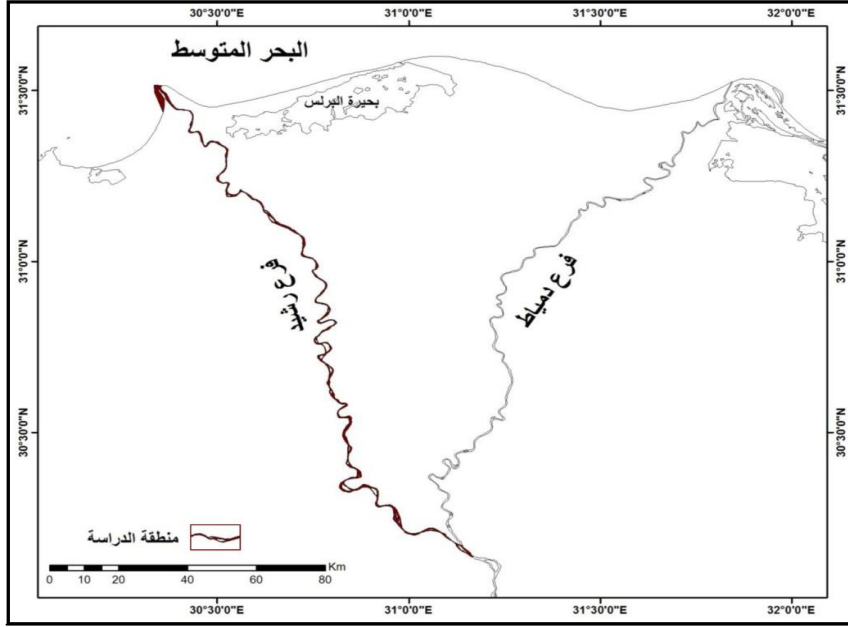 30°30'0"E 31°0'0"E 31°30'0"E 32°0'0"E
البحر المتوسط
31°30'0"N 31°30'0"N
بحيرة البرلس
31°0'0"N 31°0'0"N
فرع رشيد
فرع دمياط
30°30'0"N 30°30'0"N
منطقة الدراسة
Km
0 10 20 40 60 80
30°30'0"E 31°0'0"E 31°30'0"E 32°0'0"E